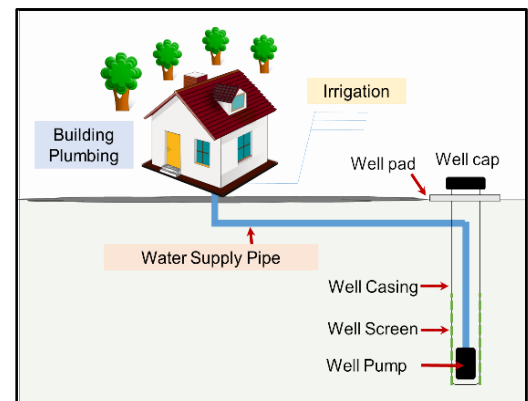 Irrigation
Building
Plumbing
Well pad
Well cap
Water Supply Pipe
Well Casing
Well Screen
Well Pump